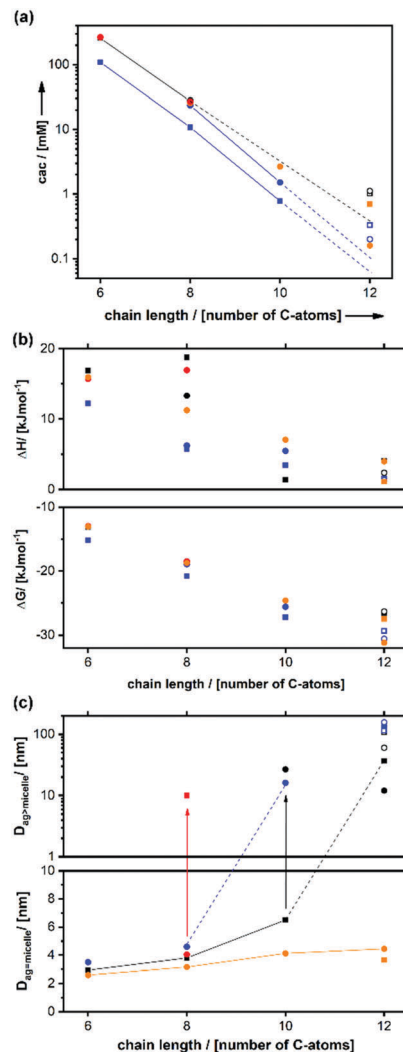 (a)
cac / [mM]
100
10
1
0.1
6
8
10
12
chain length / [number of C-atoms]
(b)
ΔH/ [kJmol⁻¹]
20
10
0
ΔG/ [kJmol⁻¹]
-10
-20
-30
6
8
10
12
chain length / [number of C-atoms]
(c)
D_ag>micelle/ [nm]
100
10
1
D_ag=micelle/ [nm]
10
8
6
4
2
0
6
8
10
12
chain length / [number of C-atoms]